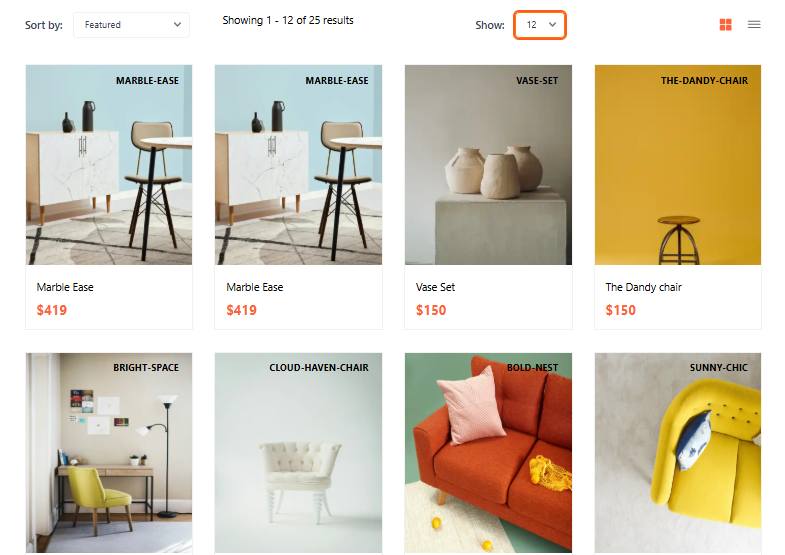 Sort by: Featured Showing 1 - 12 of 25 results Show: 12
MARBLE-EASE MARBLE-EASE VASE-SET THE-DANDY-CHAIR
Marble Ease Marble Ease Vase Set The Dandy chair
$419 $419 $150 $150
BRIGHT-SPACE CLOUD-HAVEN-CHAIR BOLD-NEST SUNNY-CHIC